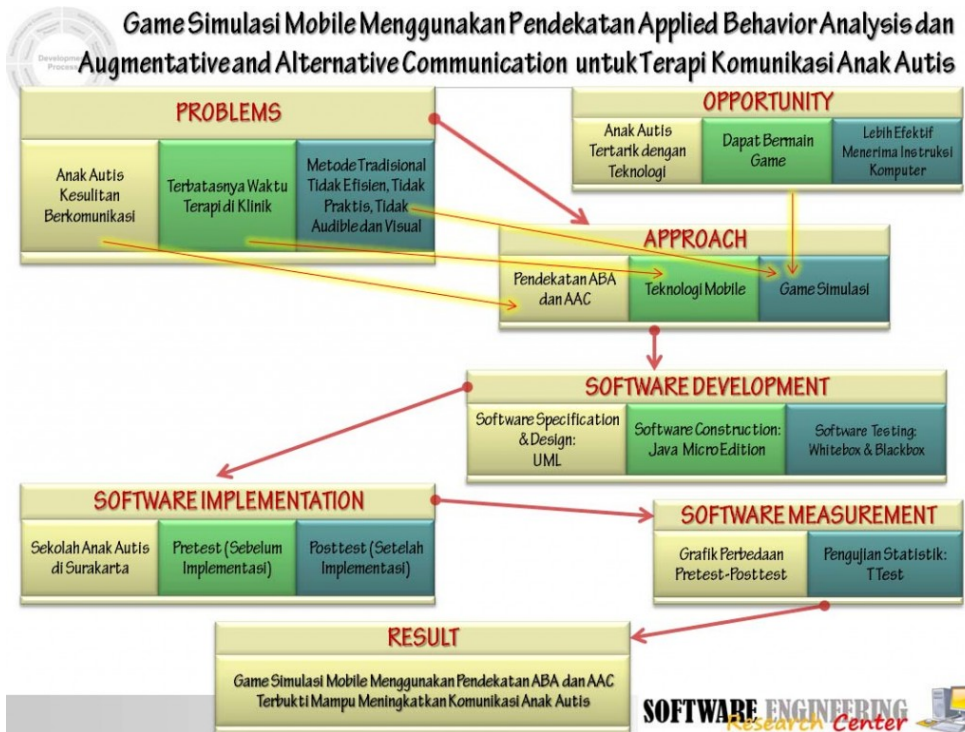 Game Simulasi Mobile Menggunakan Pendekatan Applied Behavior Analysis dan
Augmentative and Alternative Communication untuk Terapi Komunikasi Anak Autis
Development
Process
PROBLEMS
Anak Autis
Kesulitan
Berkomunikasi
Terbatasnya Waktu
Terapi di Klinik
Metode Tradisional
Tidak Efisien, Tidak
Praktis, Tidak
Audible dan Visual
OPPORTUNITY
Anak Autis
Tertarik dengan
Teknologi
Dapat Bermain
Game
Lebih Efektif
Menerima Instruksi
Komputer
APPROACH
Pendekatan ABA
dan AAC
Teknologi Mobile
Game Simulasi
SOFTWARE DEVELOPMENT
Software Specification
& Design:
UML
Software Construction:
Java Micro Edition
Software Testing:
Whitebox & Blackbox
SOFTWARE IMPLEMENTATION
Sekolah Anak Autis
di Surakarta
Pretest (Sebelum
Implementasi)
Posttest (Setelah
Implementasi)
SOFTWARE MEASUREMENT
Grafik Perbedaan
Pretest-Posttest
Pengujian Statistik:
T Test
RESULT
Game Simulasi Mobile Menggunakan Pendekatan ABA dan AAC
Terbukti Mampu Meningkatkan Komunikasi Anak Autis
SOFTWARE ENGINEERING
Research Center